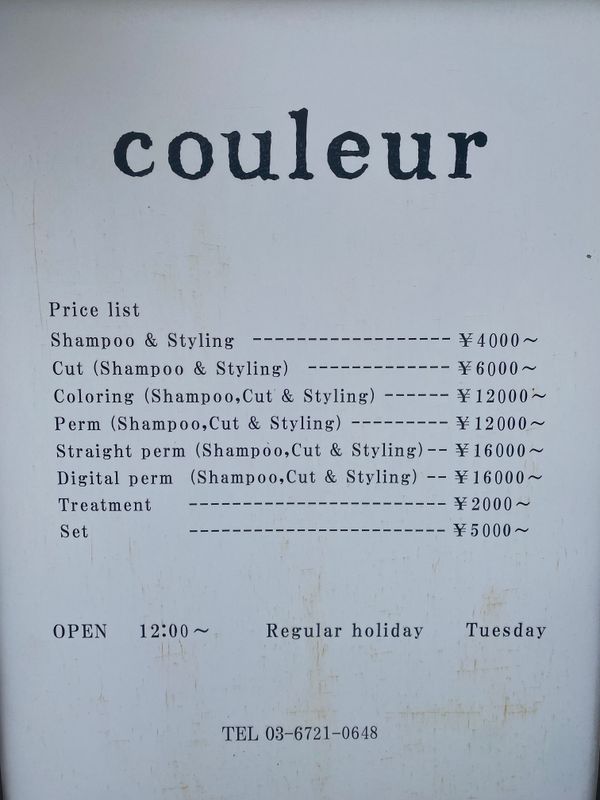 couleur
Price list
Shampoo & Styling ------------------- ¥4000~
Cut (Shampoo & Styling) ------------- ¥6000~
Coloring (Shampoo,Cut & Styling) ------ ¥12000~
Perm (Shampoo,Cut & Styling) --------- ¥12000~
Straight perm (Shampoo,Cut & Styling)-- ¥16000~
Digital perm (Shampoo,Cut & Styling) -- ¥16000~
Treatment ------------------------ ¥2000~
Set ------------------------ ¥5000~
OPEN 12:00~ Regular holiday Tuesday
TEL 03-6721-0648